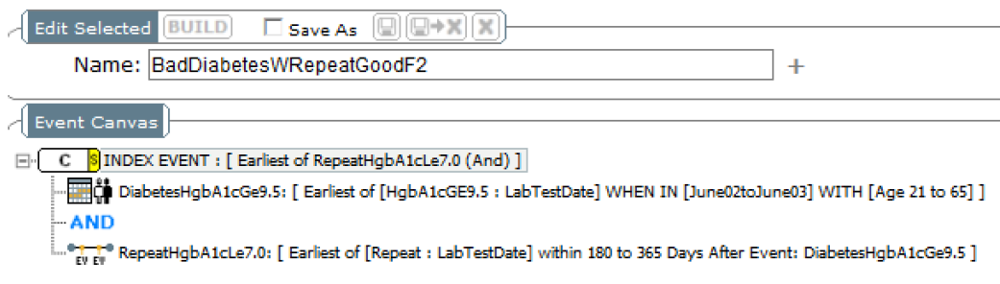 Edit Selected BUILD Save As
Name: BadDiabetesWRepeatGoodF2 +
Event Canvas
C S INDEX EVENT : [ Earliest of RepeatHgbA1cLe7.0 (And) ]
DiabetesHgbA1cGe9.5: [ Earliest of [HgbA1cGE9.5 : LabTestDate] WHEN IN [June02toJune03] WITH [Age 21 to 65] ]
AND
EV EV RepeatHgbA1cLe7.0: [ Earliest of [Repeat : LabTestDate] within 180 to 365 Days After Event: DiabetesHgbA1cGe9.5 ]